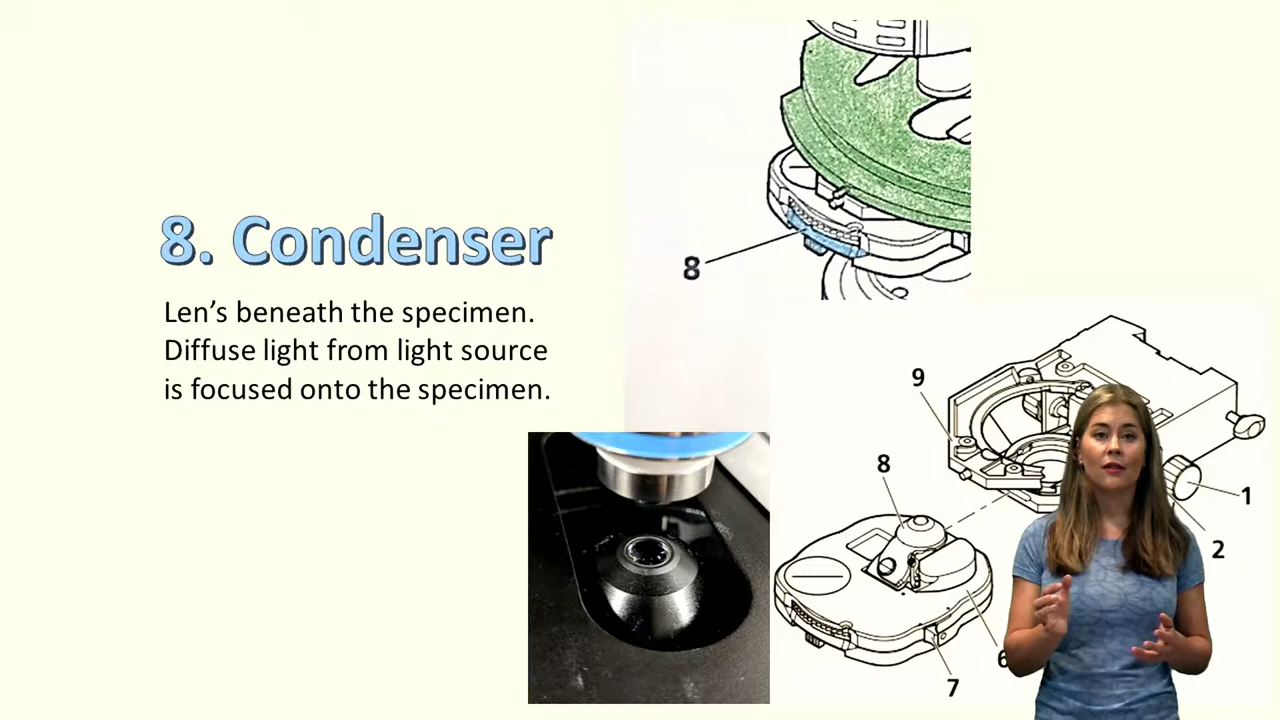 8. Condenser
Len's beneath the specimen.
Diffuse light from light source
is focused onto the specimen.
8
9
8
1
2
6
7